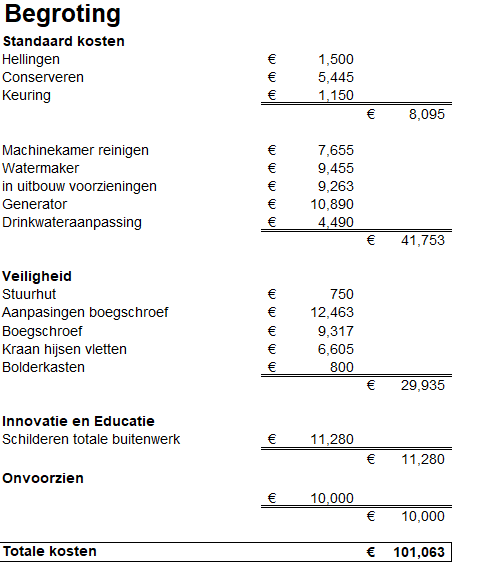 Begroting
Standaard kosten
Hellingen € 1,500
Conserveren € 5,445
Keuring € 1,150
€ 8,095
Machinekamer reinigen € 7,655
Watermaker € 9,455
in uitbouw voorzieningen € 9,263
Generator € 10,890
Drinkwateraanpassing € 4,490
€ 41,753
Veiligheid
Stuurhut € 750
Aanpasingen boegschroef € 12,463
Boegschroef € 9,317
Kraan hijsen vletten € 6,605
Bolderkasten € 800
€ 29,935
Innovatie en Educatie
Schilderen totale buitenwerk € 11,280
€ 11,280
Onvoorzien
€ 10,000
€ 10,000
Totale kosten € 101,063